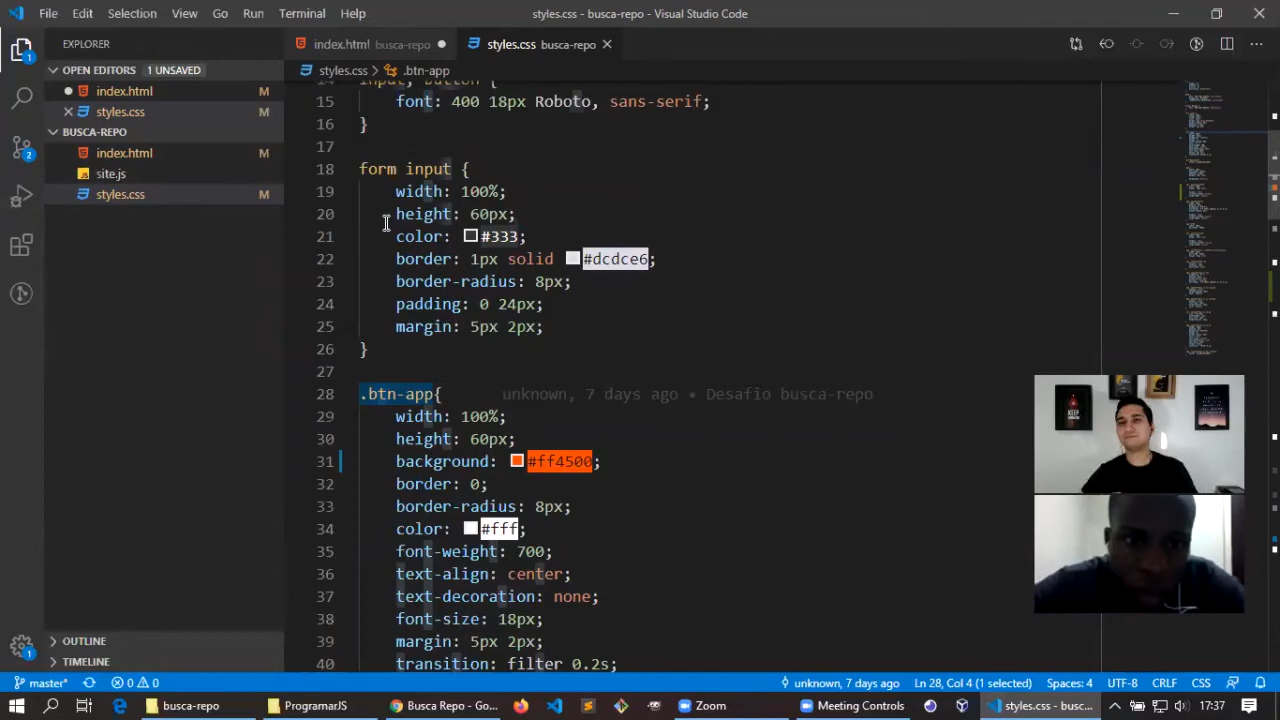 File Edit Selection View Go Run Terminal Help
styles.css - busca-repo - Visual Studio Code
EXPLORER
index.html busca-repo
styles.css busca-repo
OPEN EDITORS 1 UNSAVED
styles.css > .btn-app
index.html M
styles.css M
BUSCA-REPO
index.html M
site.js
styles.css M
input, button {
15 font: 400 18px Roboto, sans-serif;
16 }
17
18 form input {
19 width: 100%;
20 height: 60px;
21 color: #333;
22 border: 1px solid #dcdce6;
23 border-radius: 8px;
24 padding: 0 24px;
25 margin: 5px 2px;
26 }
27
28 .btn-app{ unknown, 7 days ago • Desafio busca-repo
29 width: 100%;
30 height: 60px;
31 background: #ff4500;
32 border: 0;
33 border-radius: 8px;
34 color: #fff;
35 font-weight: 700;
36 text-align: center;
37 text-decoration: none;
38 font-size: 18px;
39 margin: 5px 2px;
40 transition: filter 0.2s;
OUTLINE
TIMELINE
master* 0 0 unknown, 7 days ago Ln 28, Col 4 (1 selected) Spaces: 4 UTF-8 CRLF CSS
busca-repo ProgramarJS Busca Repo - Go... Zoom Meeting Controls styles.css - busc... 17:37